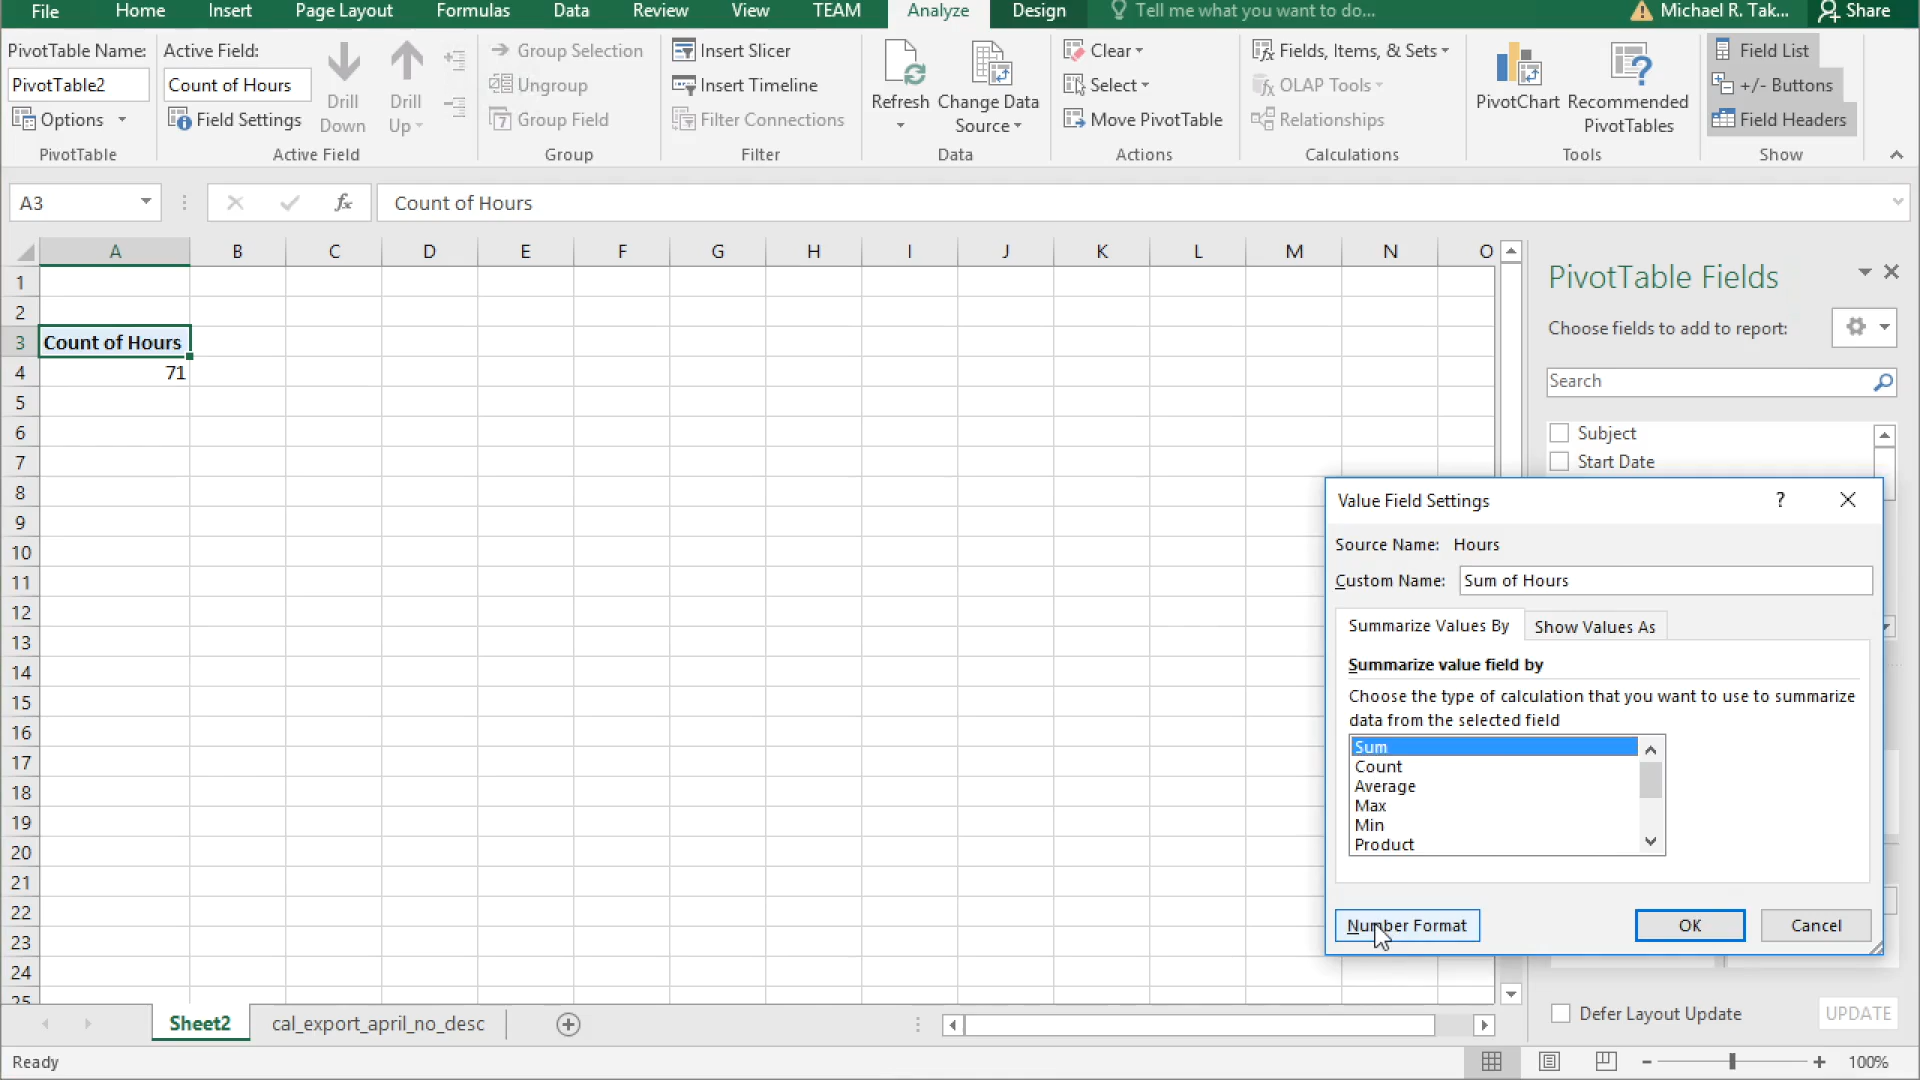 File Home Insert Page Layout Formulas Data Review View TEAM Analyze Design Tell me what you want to do... Michael R. Tak... Share
PivotTable Name:
PivotTable2
Options
PivotTable
Active Field:
Count of Hours
Field Settings
Drill Down
Drill Up
Active Field
Group Selection
Ungroup
Group Field
Group
Insert Slicer
Insert Timeline
Filter Connections
Filter
Refresh
Change Data
Source
Data
Clear
Select
Move PivotTable
Actions
Fields, Items, & Sets
OLAP Tools
Relationships
Calculations
PivotChart
Recommended
PivotTables
Tools
Field List
+/- Buttons
Field Headers
Show
A3
fx
Count of Hours
A B C D E F G H I J K L M N O
1
2
3 Count of Hours
4 71
5
6
7
8
9
10
11
12
13
14
15
16
17
18
19
20
21
22
23
24
25
PivotTable Fields
Choose fields to add to report:
Search
Subject
Start Date
Value Field Settings ?
Source Name: Hours
Custom Name: Sum of Hours
Summarize Values By Show Values As
Summarize value field by
Choose the type of calculation that you want to use to summarize
data from the selected field
Sum
Count
Average
Max
Min
Product
Number Format OK Cancel
Defer Layout Update UPDATE
Sheet2 cal_export_april_no_desc
Ready 100%